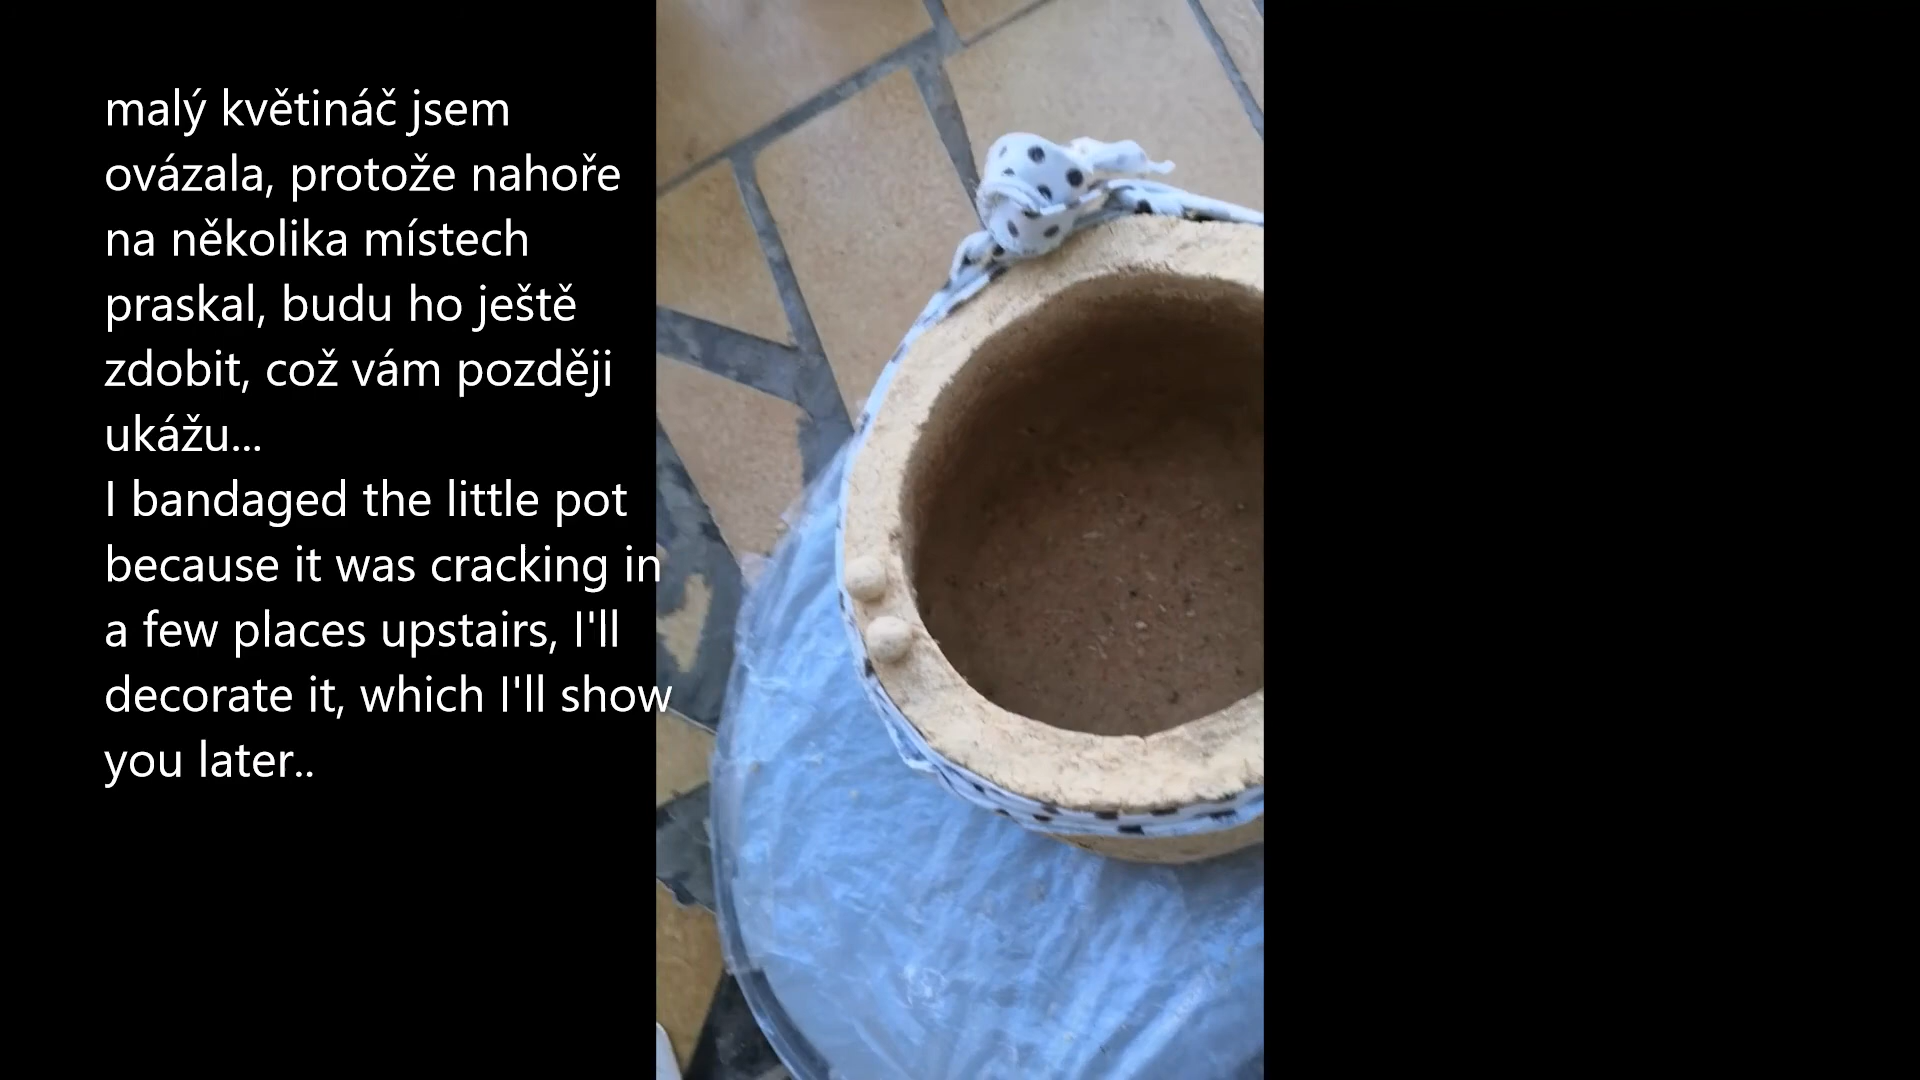 malý květináč jsem
ovázala, protože nahoře
na několika místech
praskal, budu ho ještě
zdobit, což vám později
ukážu...
I bandaged the little pot
because it was cracking in
a few places upstairs, I'll
decorate it, which I'll show
you later..